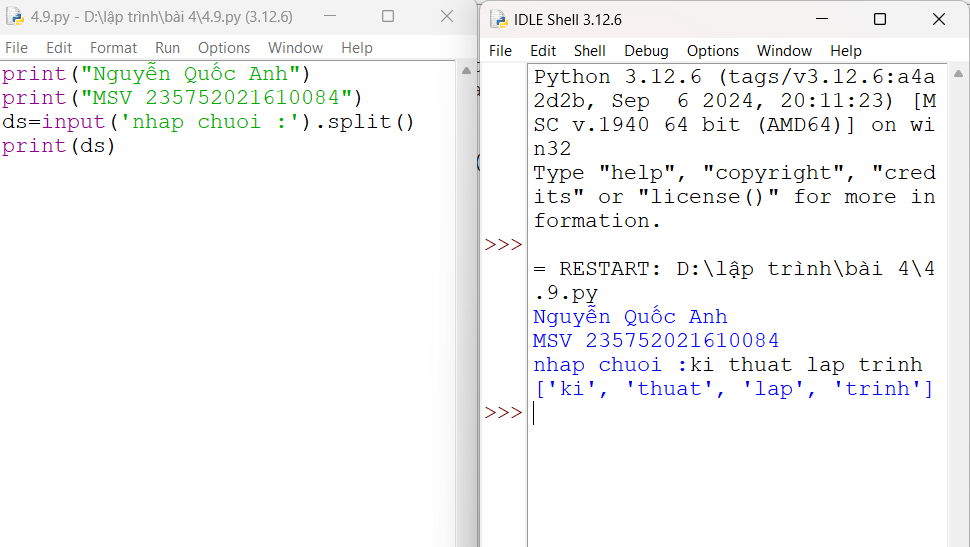 4.9.py - D:\lập trình\bài 4\4.9.py (3.12.6)
File Edit Format Run Options Window Help
print("Nguyễn Quốc Anh")
print("MSV 235752021610084")
ds=input('nhap chuoi :').split()
print(ds)
IDLE Shell 3.12.6
File Edit Shell Debug Options Window Help
Python 3.12.6 (tags/v3.12.6:a4a
2d2b, Sep  6 2024, 20:11:23) [M
SC v.1940 64 bit (AMD64)] on wi
n32
Type "help", "copyright", "cred
its" or "license()" for more in
formation.
>>>
= RESTART: D:\lập trình\bài 4\4
.9.py
Nguyễn Quốc Anh
MSV 235752021610084
nhap chuoi :ki thuat lap trinh
['ki', 'thuat', 'lap', 'trinh']
>>>